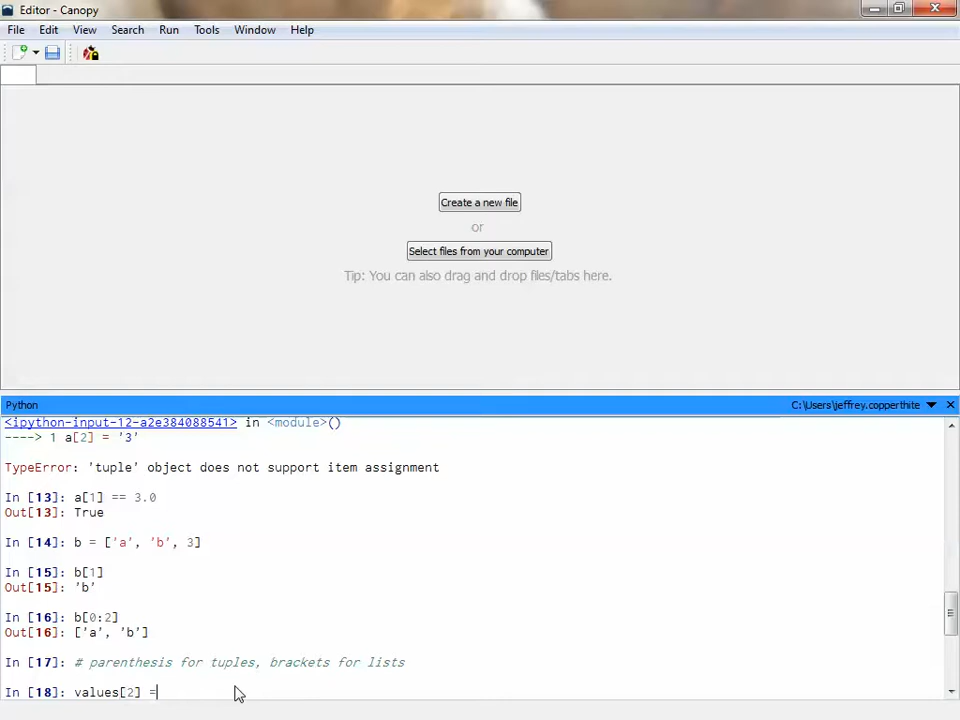 Editor - Canopy
File Edit View Search Run Tools Window Help
Create a new file
or
Select files from your computer
Tip: You can also drag and drop files/tabs here.
Python C:\Users\jeffrey.copperthite
<ipython-input-12-a2e384088541> in <module>()
----> 1 a[2] = '3'
TypeError: 'tuple' object does not support item assignment
In [13]: a[1] == 3.0
Out[13]: True
In [14]: b = ['a', 'b', 3]
In [15]: b[1]
Out[15]: 'b'
In [16]: b[0:2]
Out[16]: ['a', 'b']
In [17]: # parenthesis for tuples, brackets for lists
In [18]: values[2] =